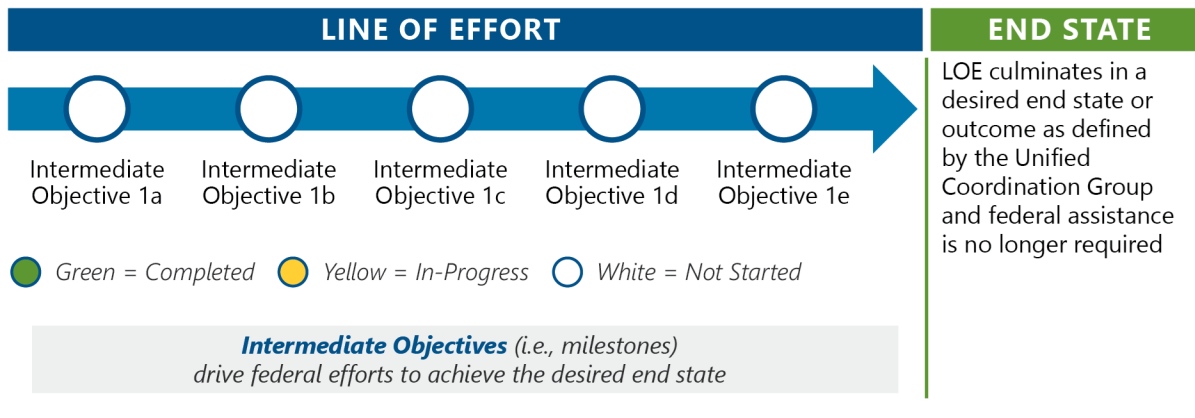 LINE OF EFFORT
END STATE
Intermediate
Objective 1a
Intermediate
Objective 1b
Intermediate
Objective 1c
Intermediate
Objective 1d
Intermediate
Objective 1e
LOE culminates in a
desired end state or
outcome as defined
by the Unified
Coordination Group
and federal assistance
is no longer required
Green = Completed
Yellow = In-Progress
White = Not Started
Intermediate Objectives (i.e., milestones)
drive federal efforts to achieve the desired end state